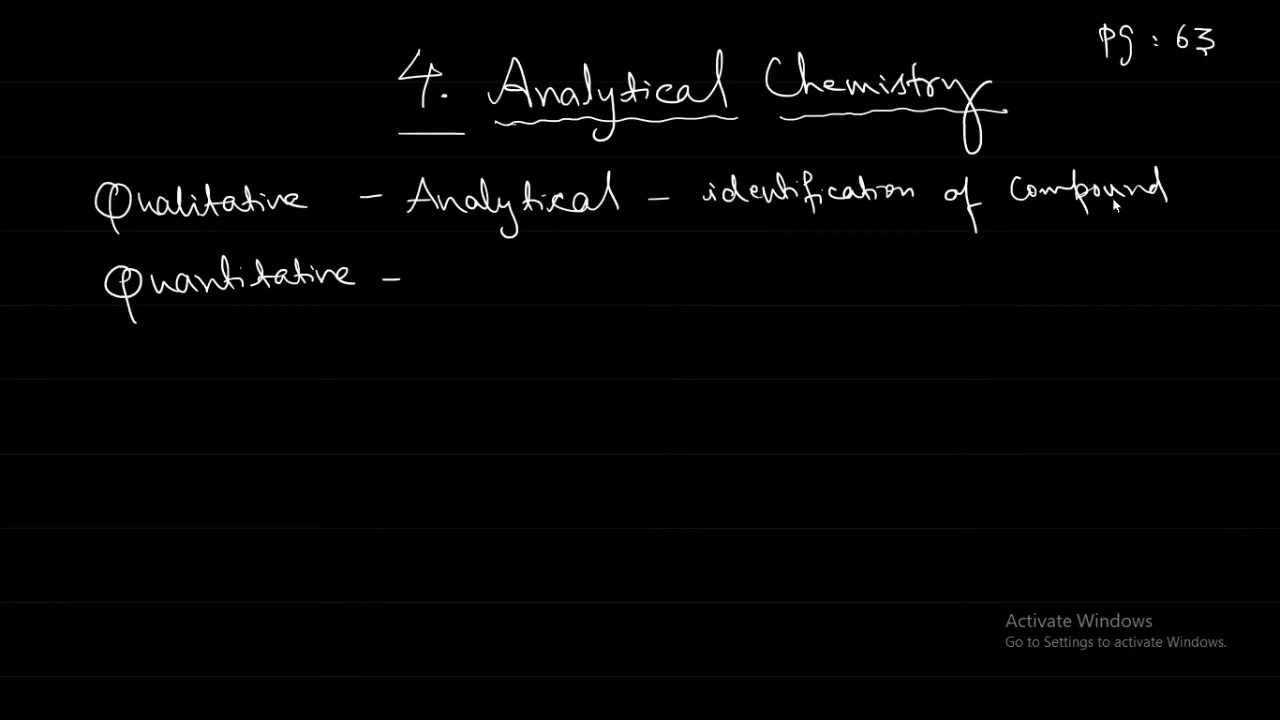 pg : 63
4. Analytical Chemistry
Qualitative - Analytical - identification of Compound
Quantitative -
Activate Windows
Go to Settings to activate Windows.